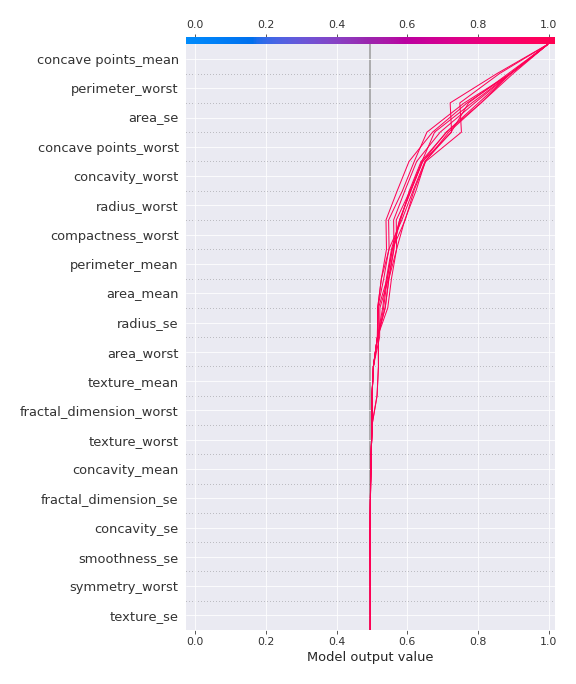 0.0 0.2 0.4 0.6 0.8 1.0
concave points_mean
perimeter_worst
area_se
concave points_worst
concavity_worst
radius_worst
compactness_worst
perimeter_mean
area_mean
radius_se
area_worst
texture_mean
fractal_dimension_worst
texture_worst
concavity_mean
fractal_dimension_se
concavity_se
smoothness_se
symmetry_worst
texture_se
0.0 0.2 0.4 0.6 0.8 1.0
Model output value